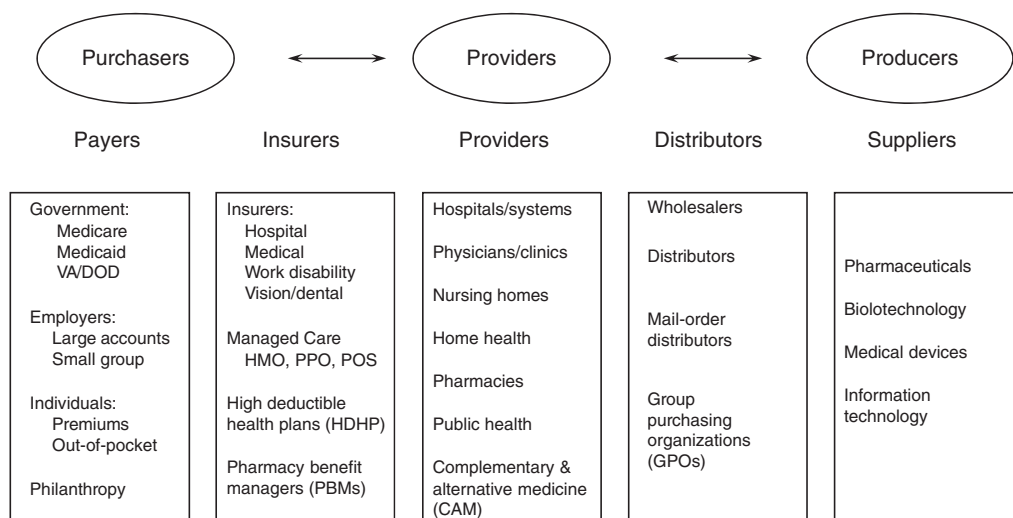 Purchasers
Providers
Producers
Payers
Insurers
Providers
Distributors
Suppliers
Government:
Medicare
Medicaid
VA/DOD
Employers:
Large accounts
Small group
Individuals:
Premiums
Out-of-pocket
Philanthropy
Insurers:
Hospital
Medical
Work disability
Vision/dental
Managed Care
HMO, PPO, POS
High deductible
health plans (HDHP)
Pharmacy benefit
managers (PBMs)
Hospitals/systems
Physicians/clinics
Nursing homes
Home health
Pharmacies
Public health
Complementary &
alternative medicine
(CAM)
Wholesalers
Distributors
Mail-order
distributors
Group
purchasing
organizations
(GPOs)
Pharmaceuticals
Biolotechnology
Medical devices
Information
technology